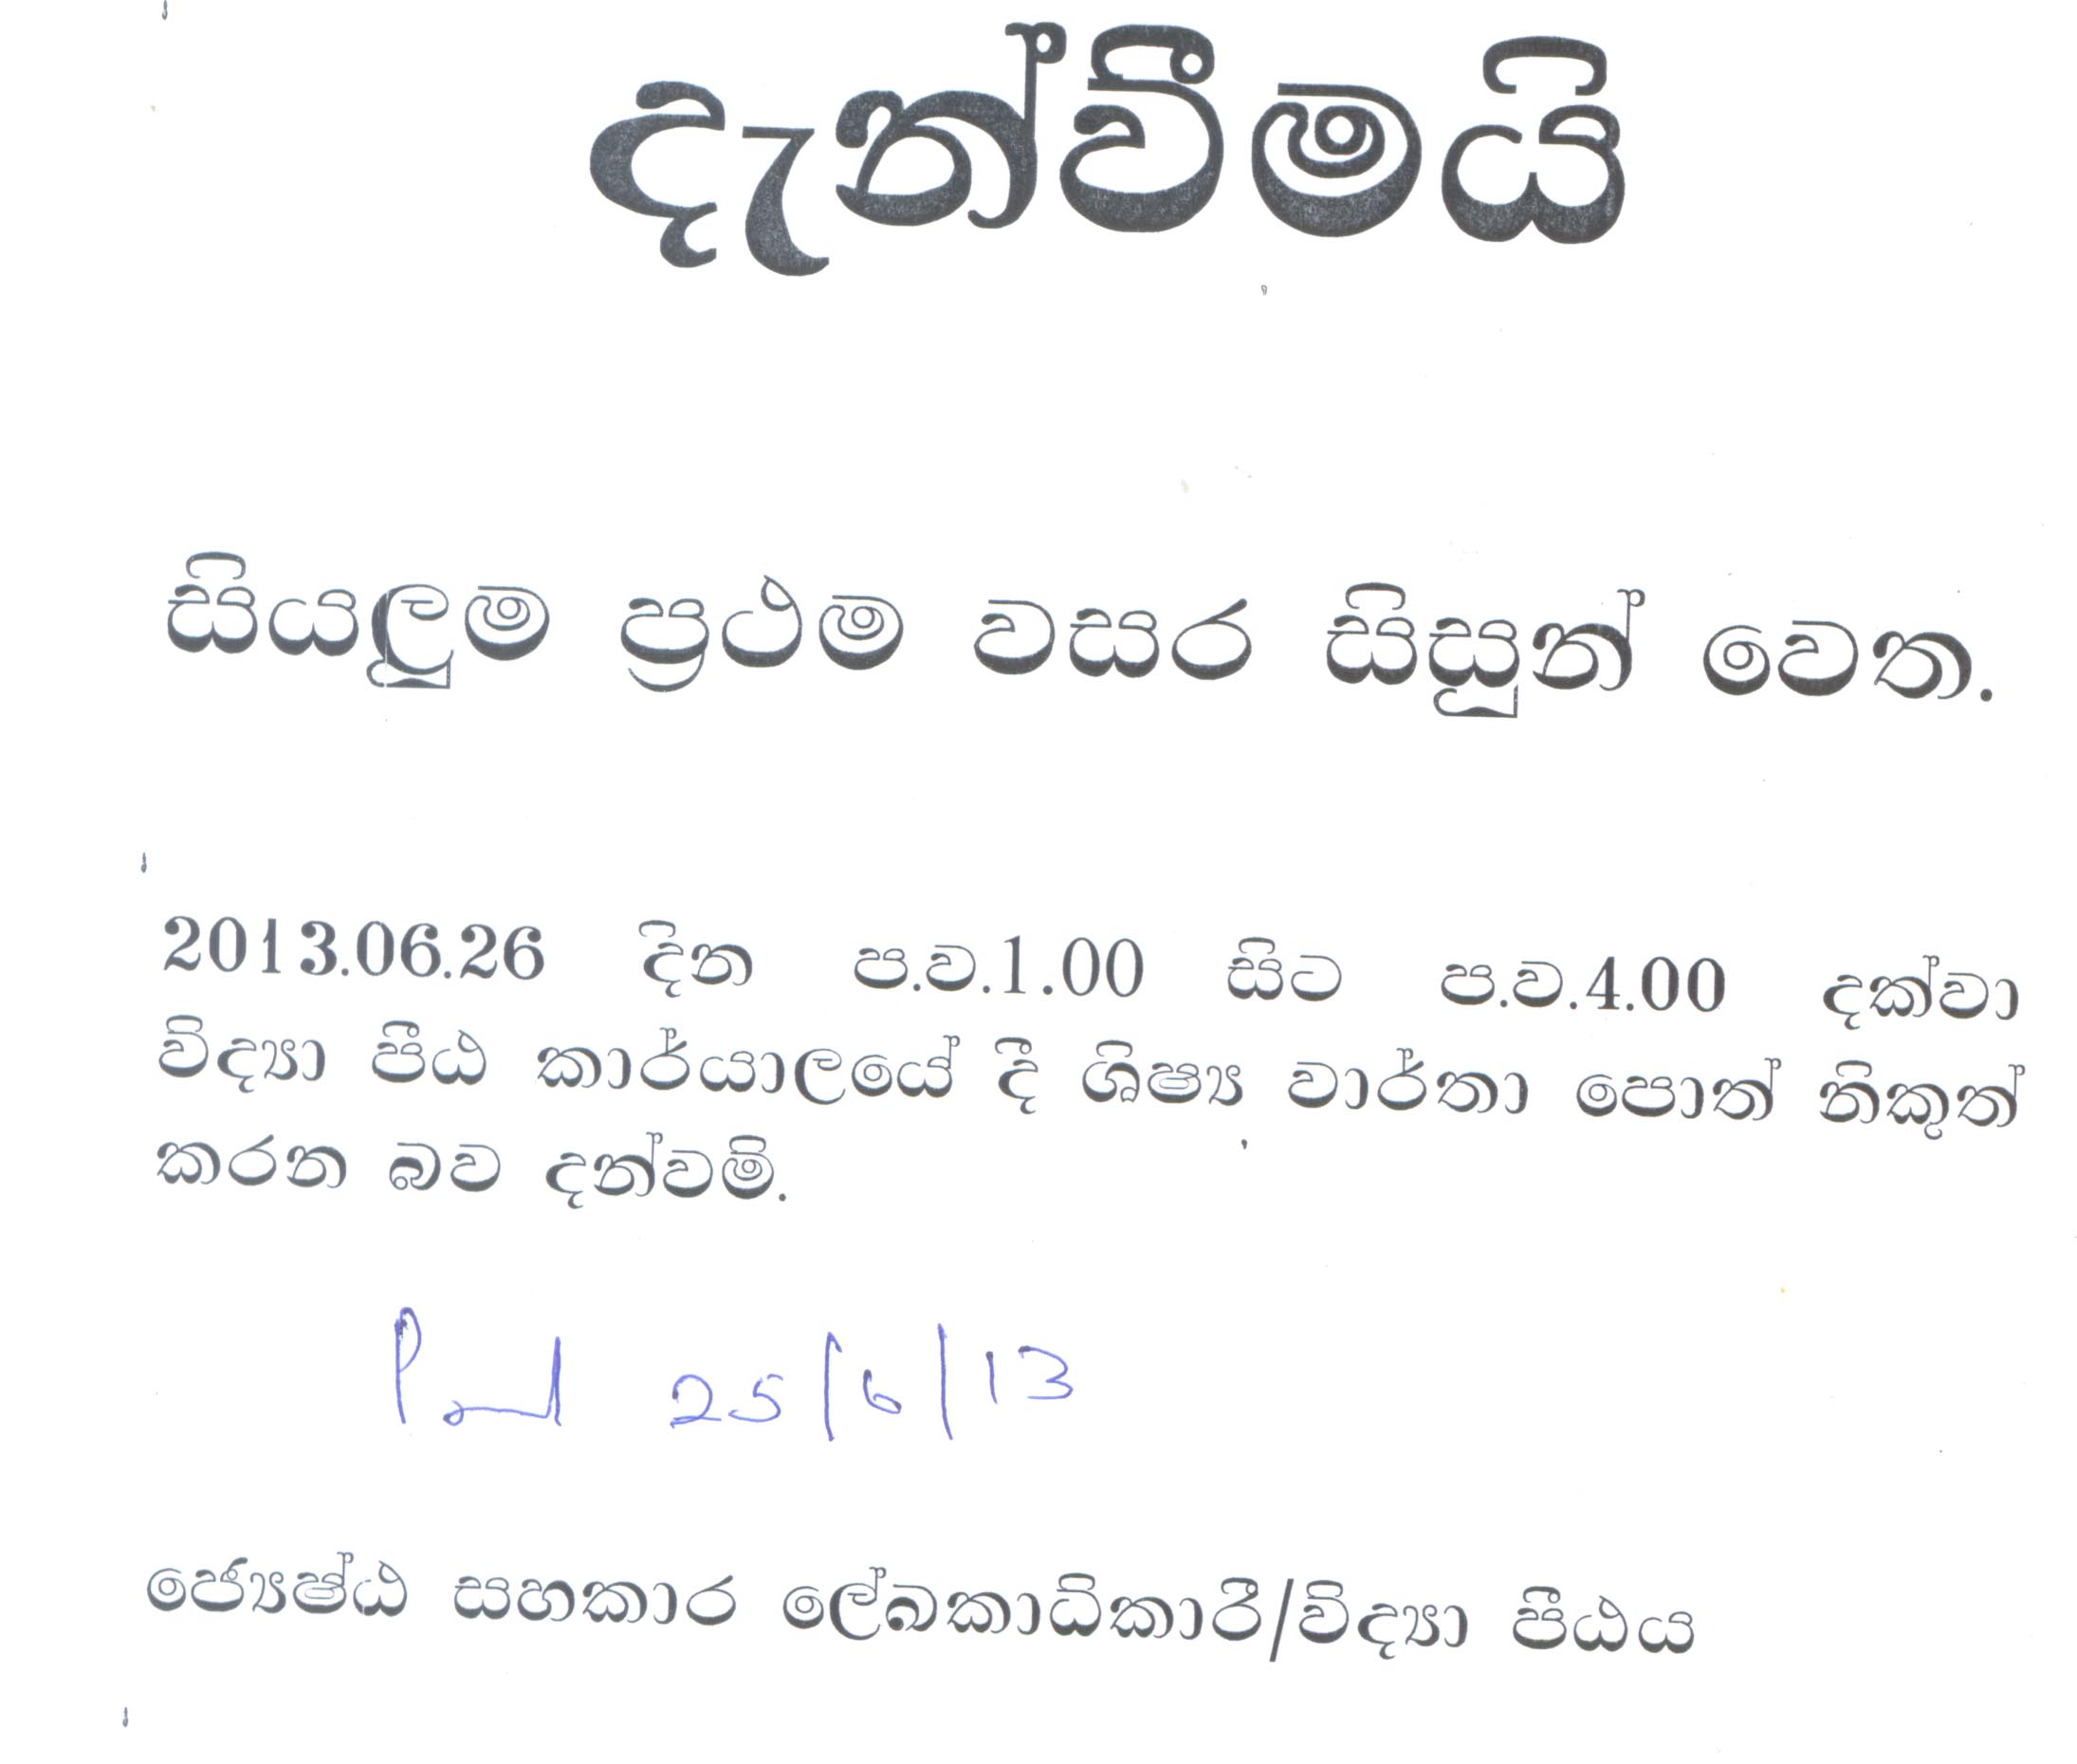 දැන්වීමයි
සියලුම ප්‍රථම වසර සිසුන් වෙත.
2013.06.26 දින ප.ව.1.00 සිට ප.ව.4.00 දක්වා
විද්‍යා පීඨ කාර්යාලයේ දී ශිෂ්‍ය වාර්තා පොත් නිකුත්
කරන බව දන්වමි.
25/6/13
ජ්‍යෙෂ්ඨ සහකාර ලේඛකාධිකාරී/විද්‍යා පීඨය